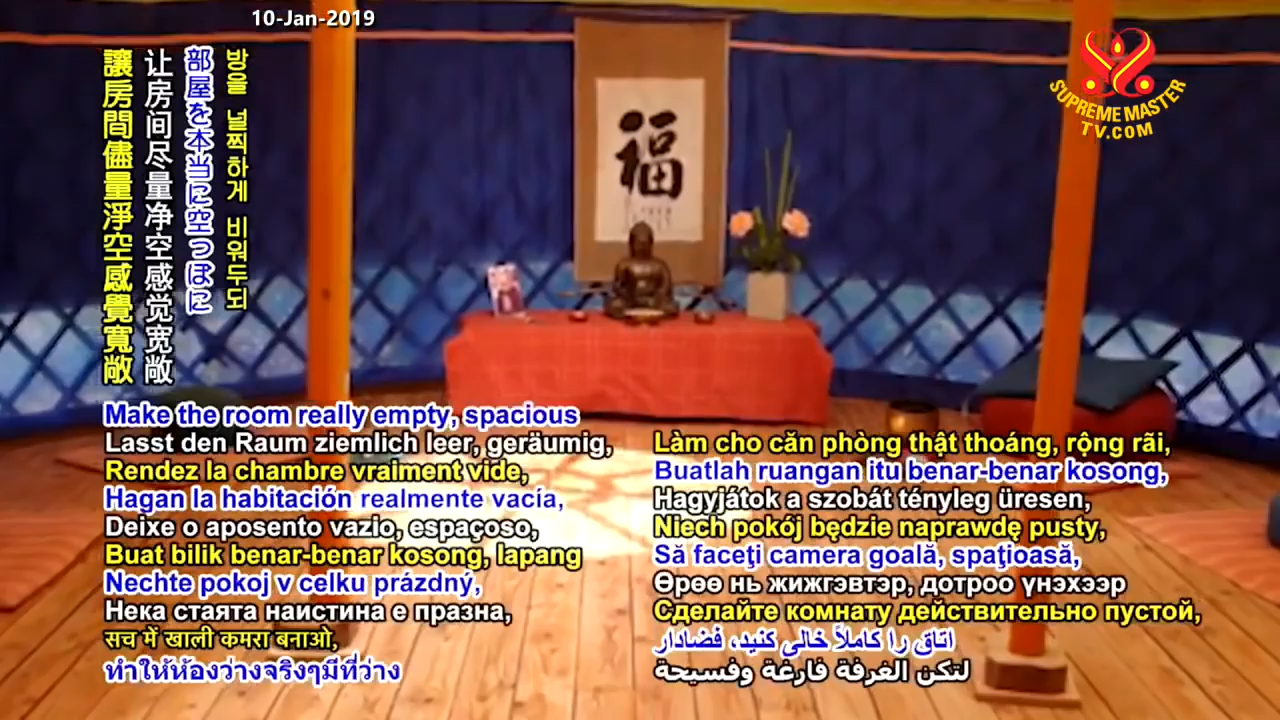 10-Jan-2019
SUPREME MASTER
TV.COM
福
讓房間儘量淨空感覺寬敞
让房间尽量净空感觉宽敞
部屋を本当に空っぽに
방을 널찍하게 비워두되
Make the room really empty, spacious
Lasst den Raum ziemlich leer, geräumig,
Rendez la chambre vraiment vide,
Hagan la habitación realmente vacía,
Deixe o aposento vazio, espaçoso,
Buat bilik benar-benar kosong, lapang
Nechte pokoj v celku prázdný,
Нека стаята наистина е празна,
सच में खाली कमरा बनाओ,
ทำให้ห้องว่างจริงๆมีที่ว่าง
Làm cho căn phòng thật thoáng, rộng rãi,
Buatlah ruangan itu benar-benar kosong,
Hagyjátok a szobát tényleg üresen,
Niech pokój będzie naprawdę pusty,
Să faceţi camera goală, spaţioasă,
Өрөө нь жижгэвтэр, дотроо үнэхээр
Сделайте комнату действительно пустой,
اتاق را کاملاً خالی کنید، فضادار
لتكن الغرفة فارغة وفسيحة